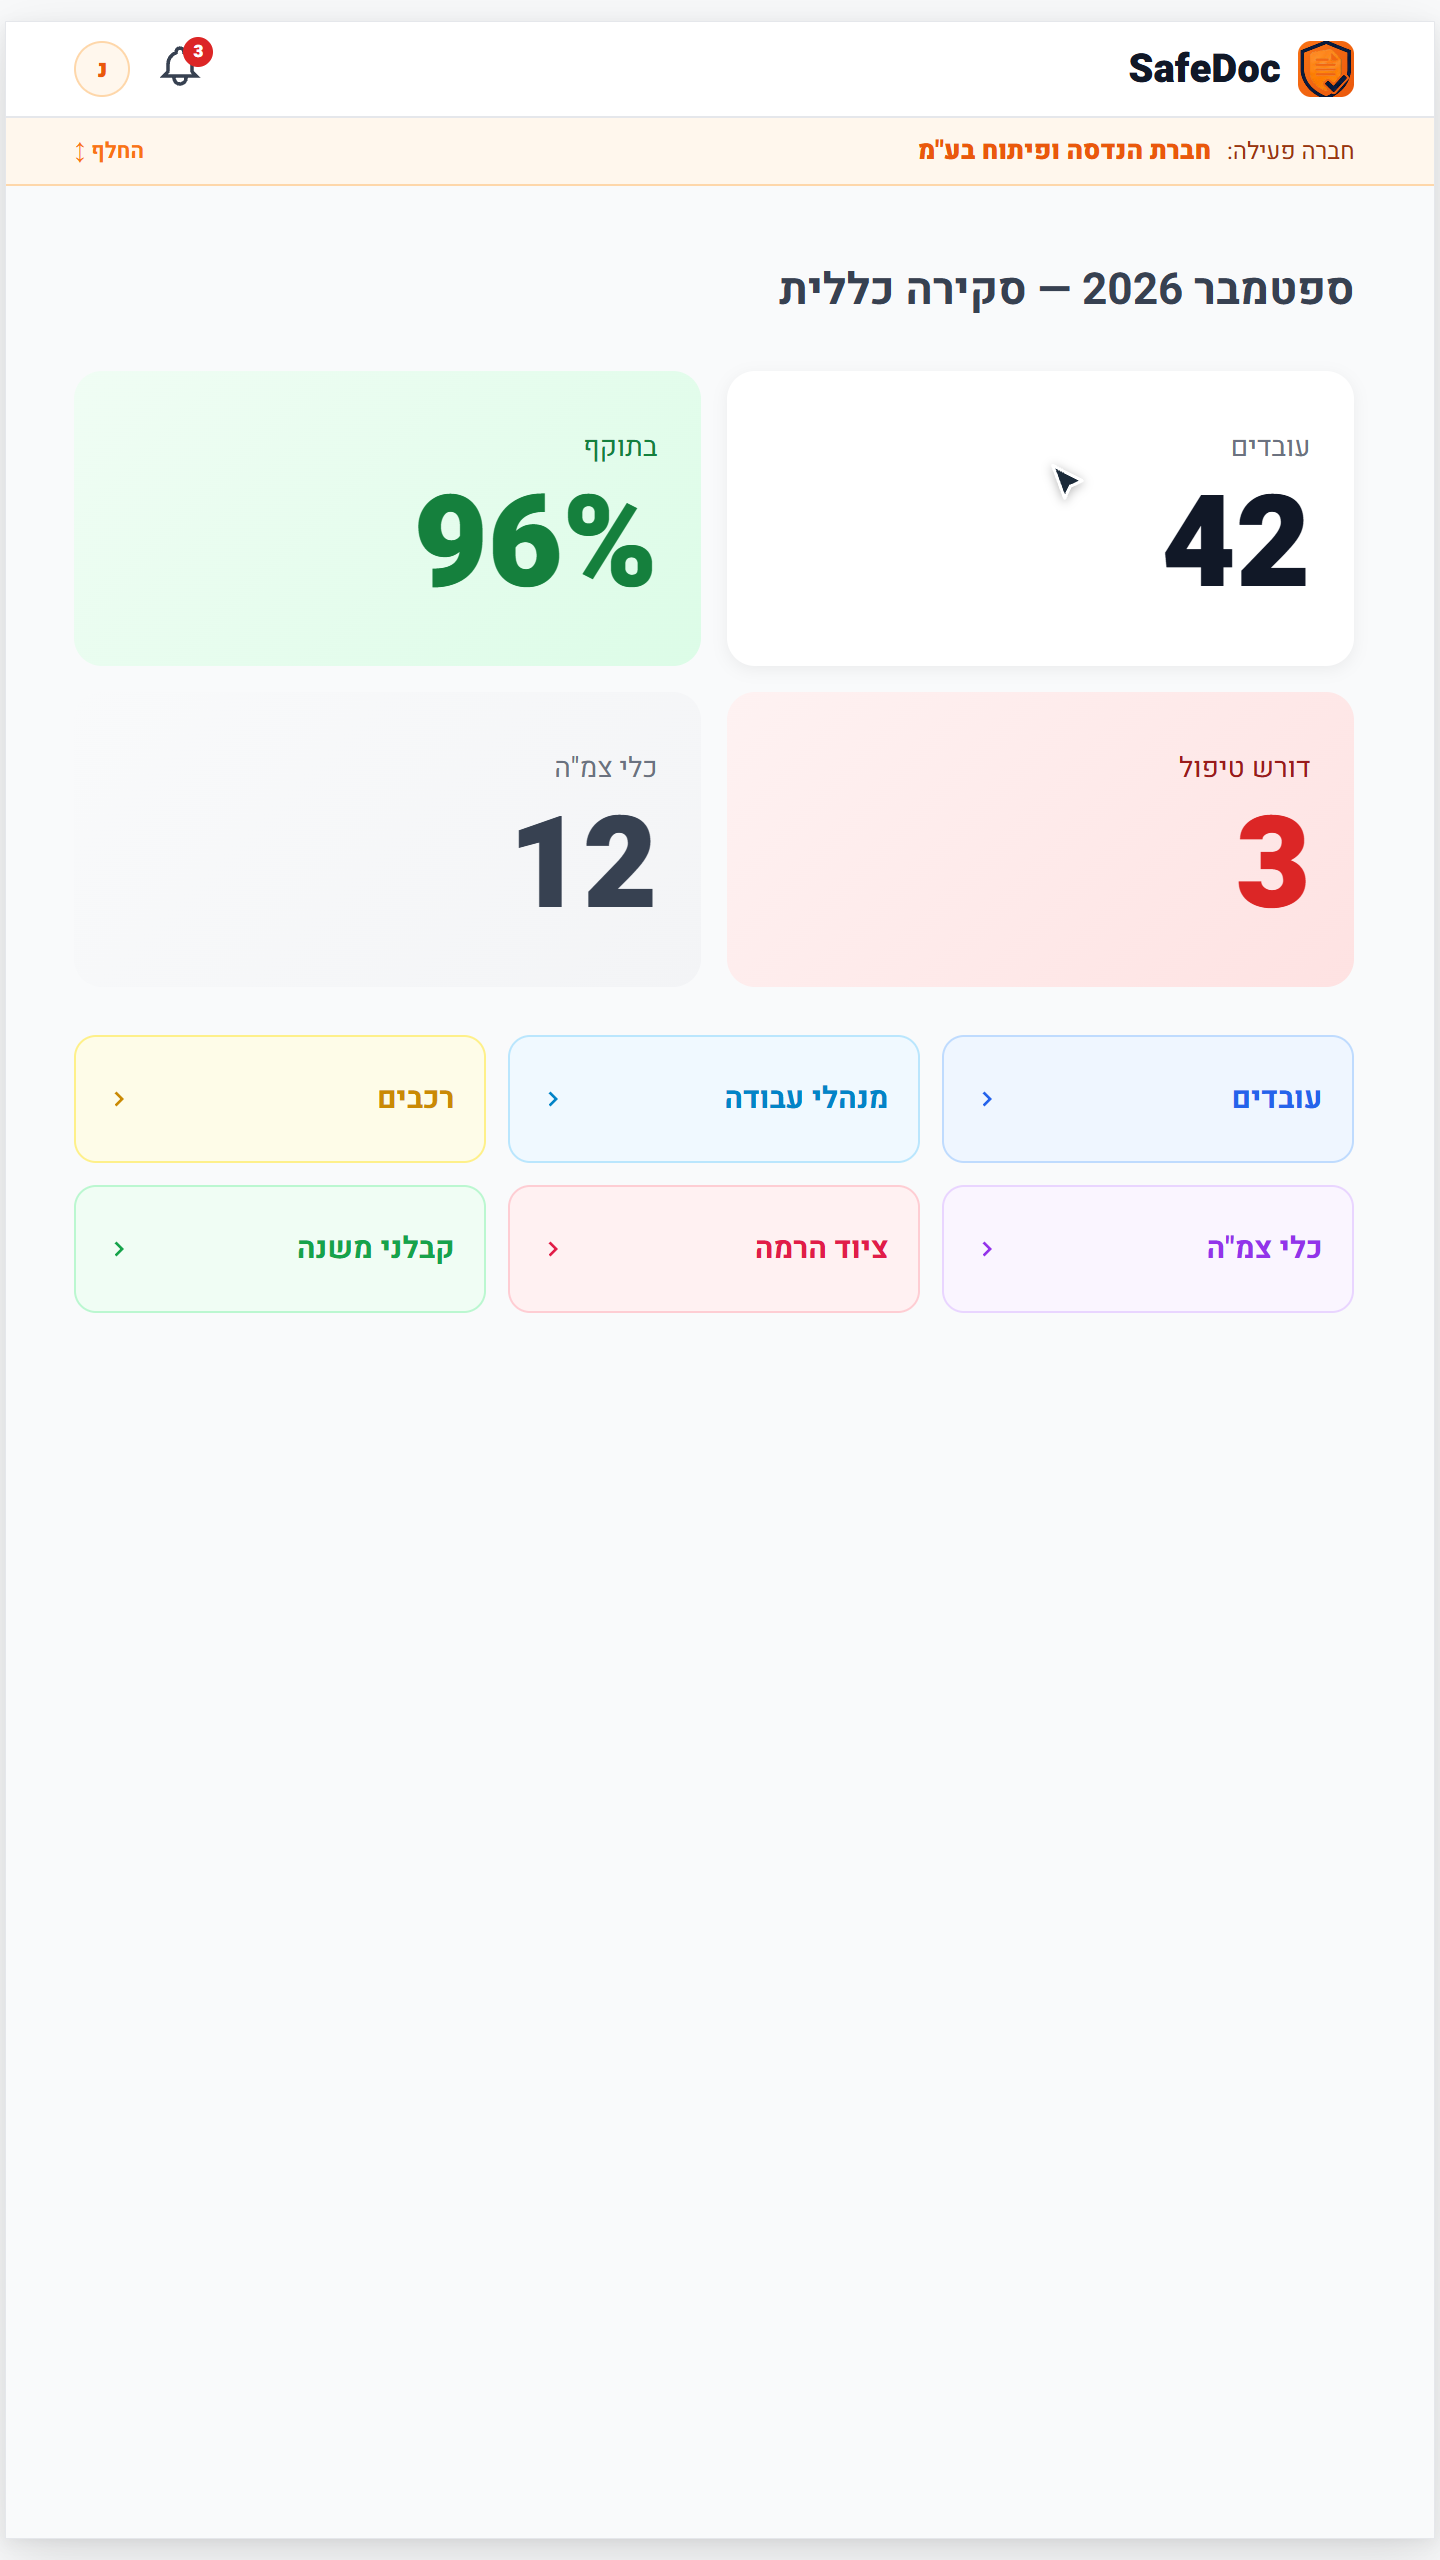 SafeDoc
3
נ
חברה פעילה: חברת הנדסה ופיתוח בע"מ
החלף ↕
ספטמבר 2026 — סקירה כללית
עובדים
42
בתוקף
96%
דורש טיפול
3
כלי צמ"ה
12
עובדים
מנהלי עבודה
רכבים
כלי צמ"ה
ציוד הרמה
קבלני משנה